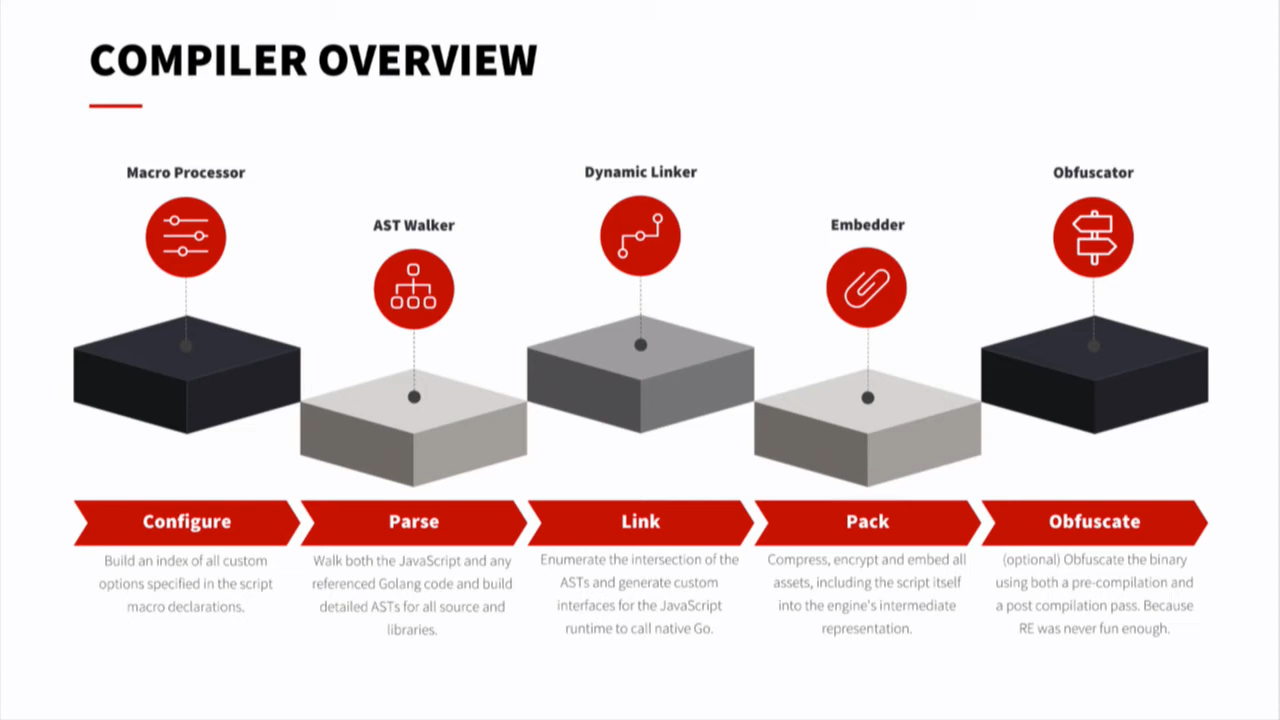 COMPILER OVERVIEW
Macro Processor
AST Walker
Dynamic Linker
Embedder
Obfuscator
Configure
Build an index of all custom
options specified in the script
macro declarations.
Parse
Walk both the JavaScript and any
referenced Golang code and build
detailed ASTs for all source and
libraries.
Link
Enumerate the intersection of the
ASTs and generate custom
interfaces for the JavaScript
runtime to call native Go.
Pack
Compress, encrypt and embed all
assets, including the script itself
into the engine's intermediate
representation.
Obfuscate
(optional) Obfuscate the binary
using both a pre-compilation and
a post compilation pass. Because
RE was never fun enough.